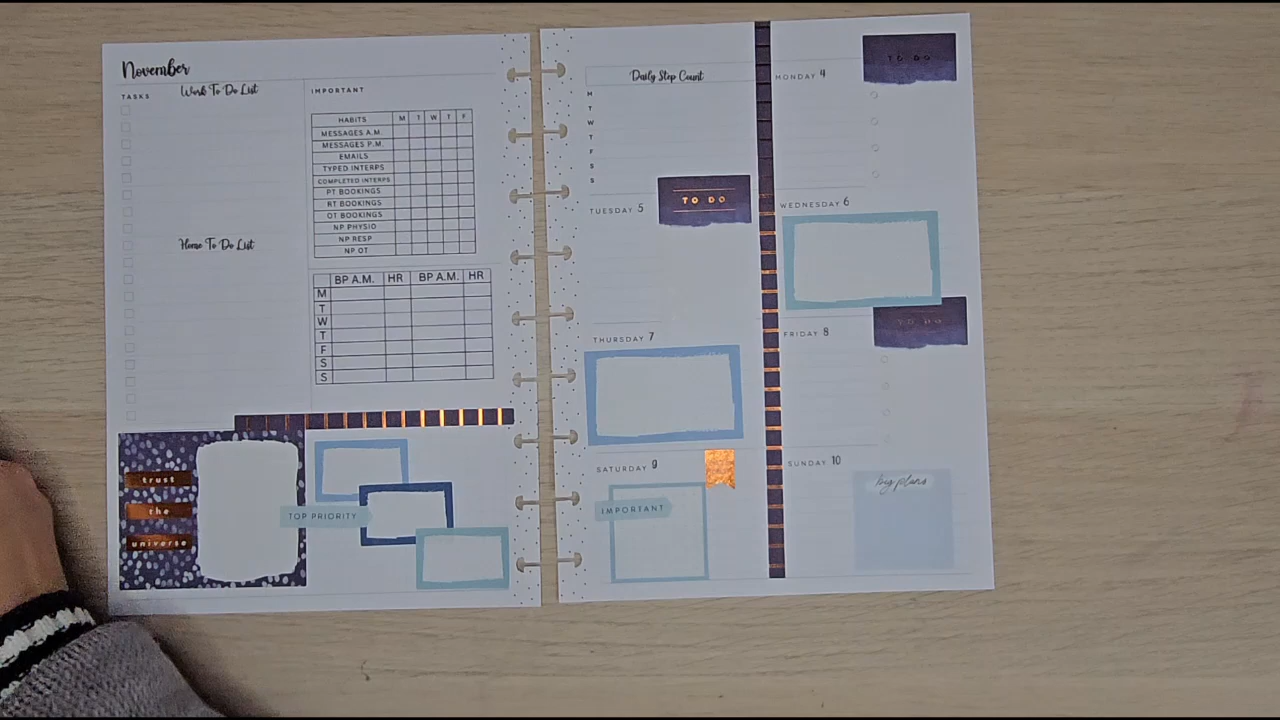 November
TASKS
Work To Do List
Home To Do List
IMPORTANT
HABITS M T W T F
MESSAGES A.M.
MESSAGES P.M.
EMAILS
TYPED INTERPS
COMPLETED INTERPS
PT BOOKINGS
RT BOOKINGS
OT BOOKINGS
NP PHYSIO
NP RESP
NP OT
BP A.M. HR BP A.M. HR
M
T
W
T
F
S
S
trust
the
universe
TOP PRIORITY
Daily Step Count
M
T
W
T
F
S
S
TUESDAY 5
TO DO
THURSDAY 7
SATURDAY 9
IMPORTANT
MONDAY 4
TO DO
WEDNESDAY 6
TO DO
FRIDAY 8
SUNDAY 10
big plans